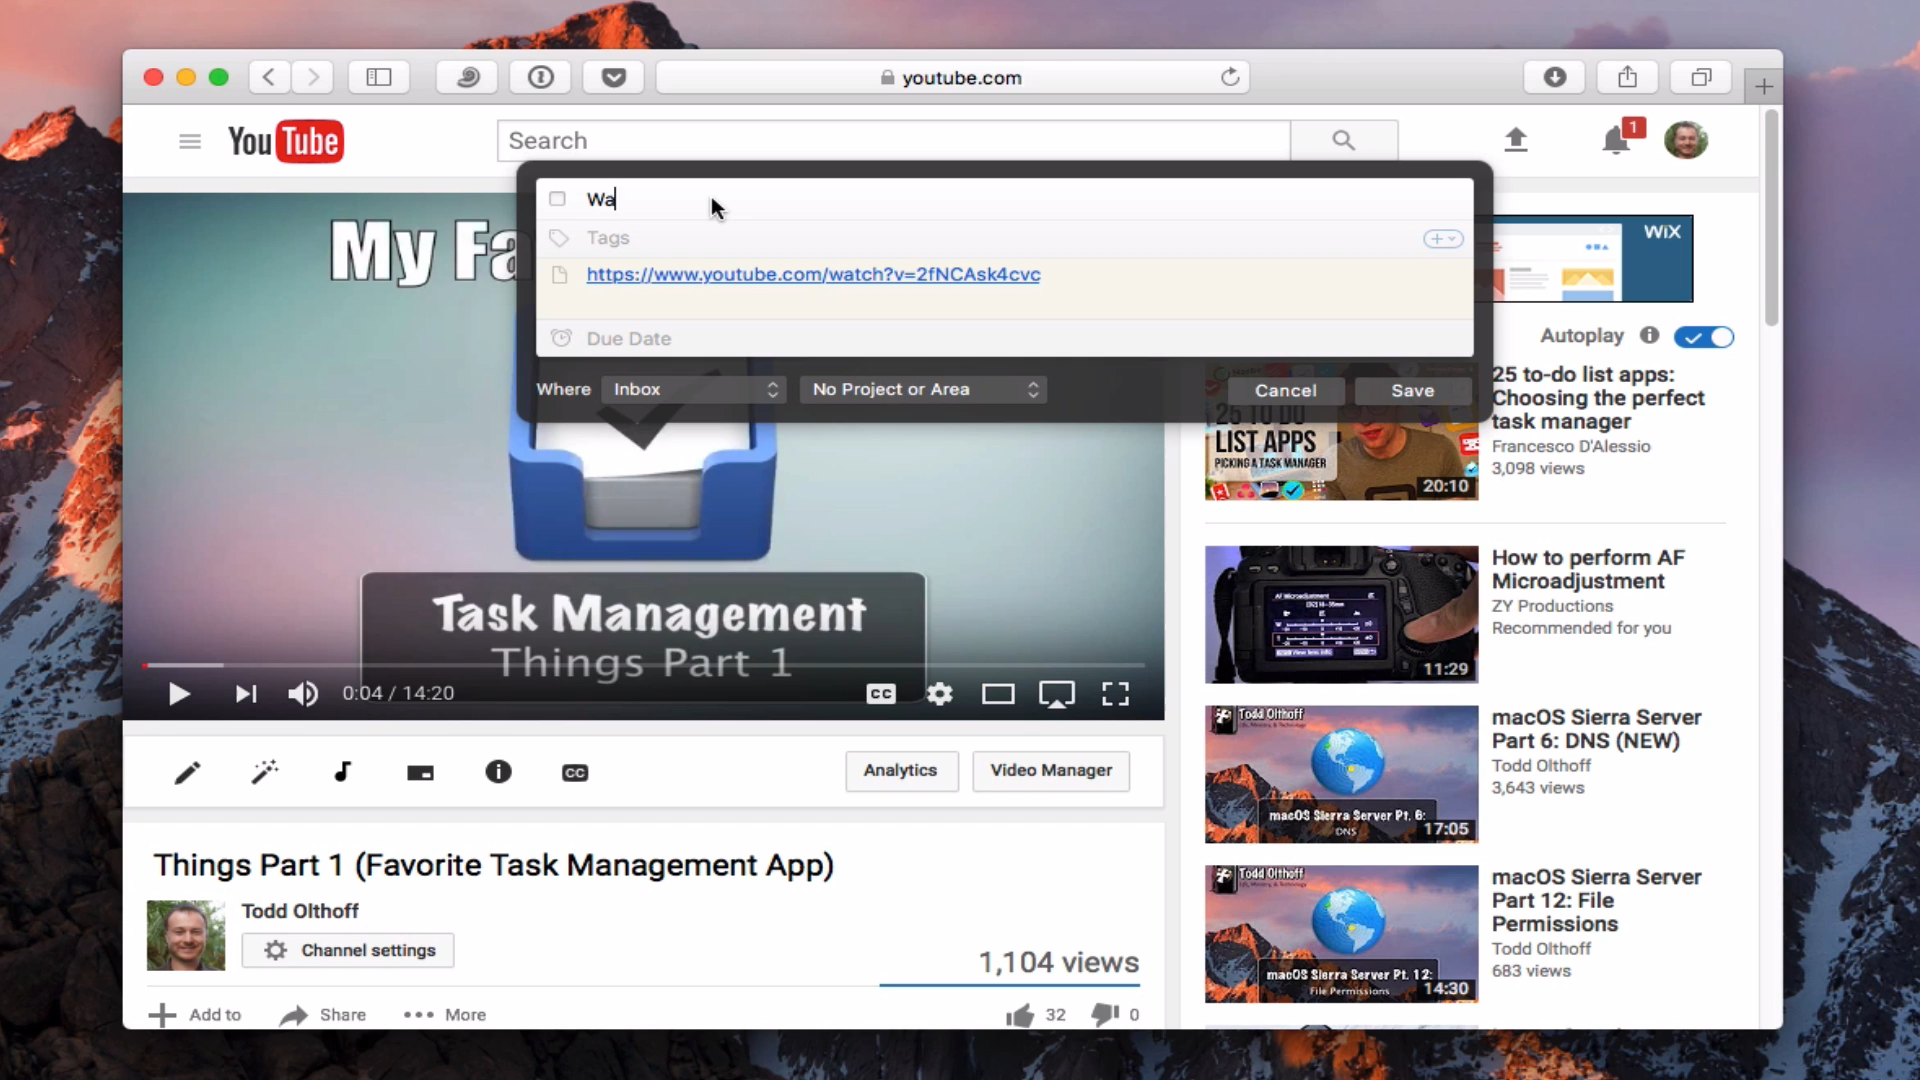 youtube.com
YouTube
Search
1
Wa
Tags
https://www.youtube.com/watch?v=2fNCAsk4cvc
Due Date
Where Inbox No Project or Area Cancel Save
My Fa
Task Management
Things Part 1
0:04 / 14:20
CC
CC
Analytics
Video Manager
Things Part 1 (Favorite Task Management App)
Todd Olthoff
Channel settings
1,104 views
Add to Share More
32 0
WiX
Autoplay
25 TO DO
LIST APPS
PICKING A TASK MANAGER
20:10
25 to-do list apps:
Choosing the perfect
task manager
Francesco D'Alessio
3,098 views
AF Microadjustment
11:29
How to perform AF
Microadjustment
ZY Productions
Recommended for you
Todd Olthoff
macOS Sierra Server Pt. 6:
DNS
17:05
macOS Sierra Server
Part 6: DNS (NEW)
Todd Olthoff
3,643 views
Todd Olthoff
macOS Sierra Server Pt. 12:
File Permissions
14:30
macOS Sierra Server
Part 12: File
Permissions
Todd Olthoff
683 views